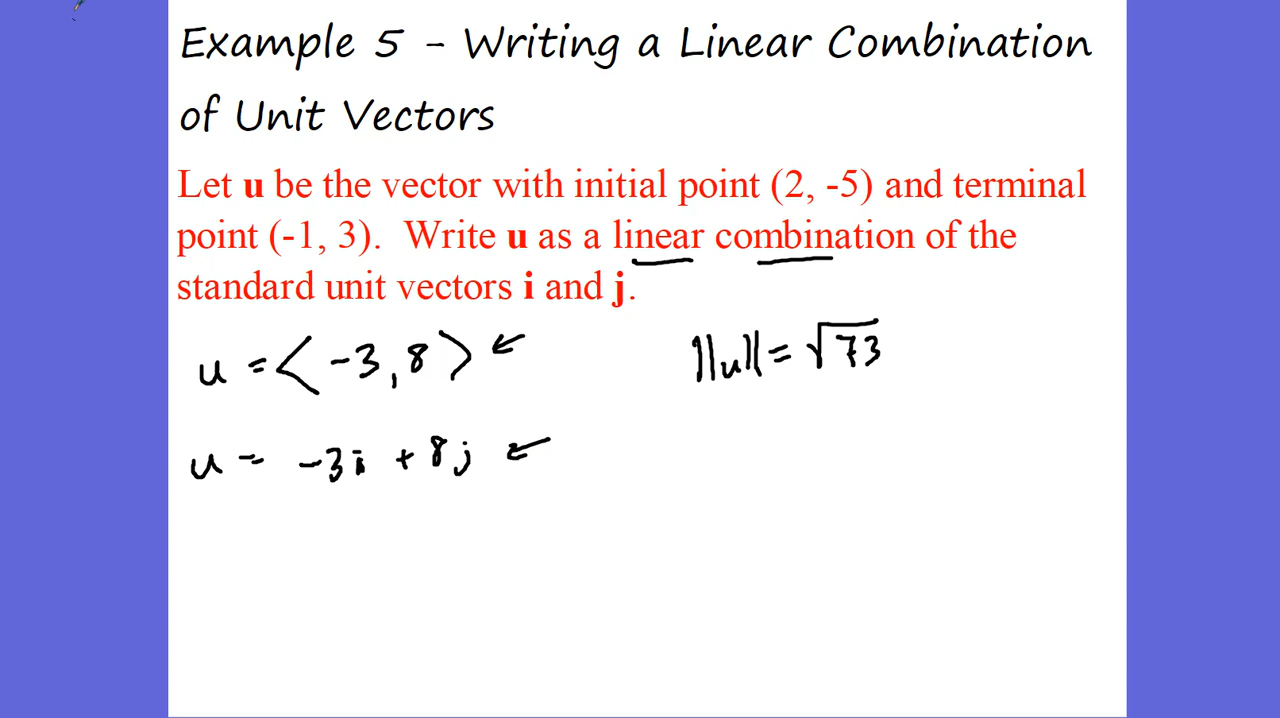 Example 5 - Writing a Linear Combination
of Unit Vectors
Let u be the vector with initial point (2, -5) and terminal
point (-1, 3). Write u as a linear combination of the
standard unit vectors i and j.
u = < -3, 8 > ←
||u|| = √73
u = -3i + 8j ←